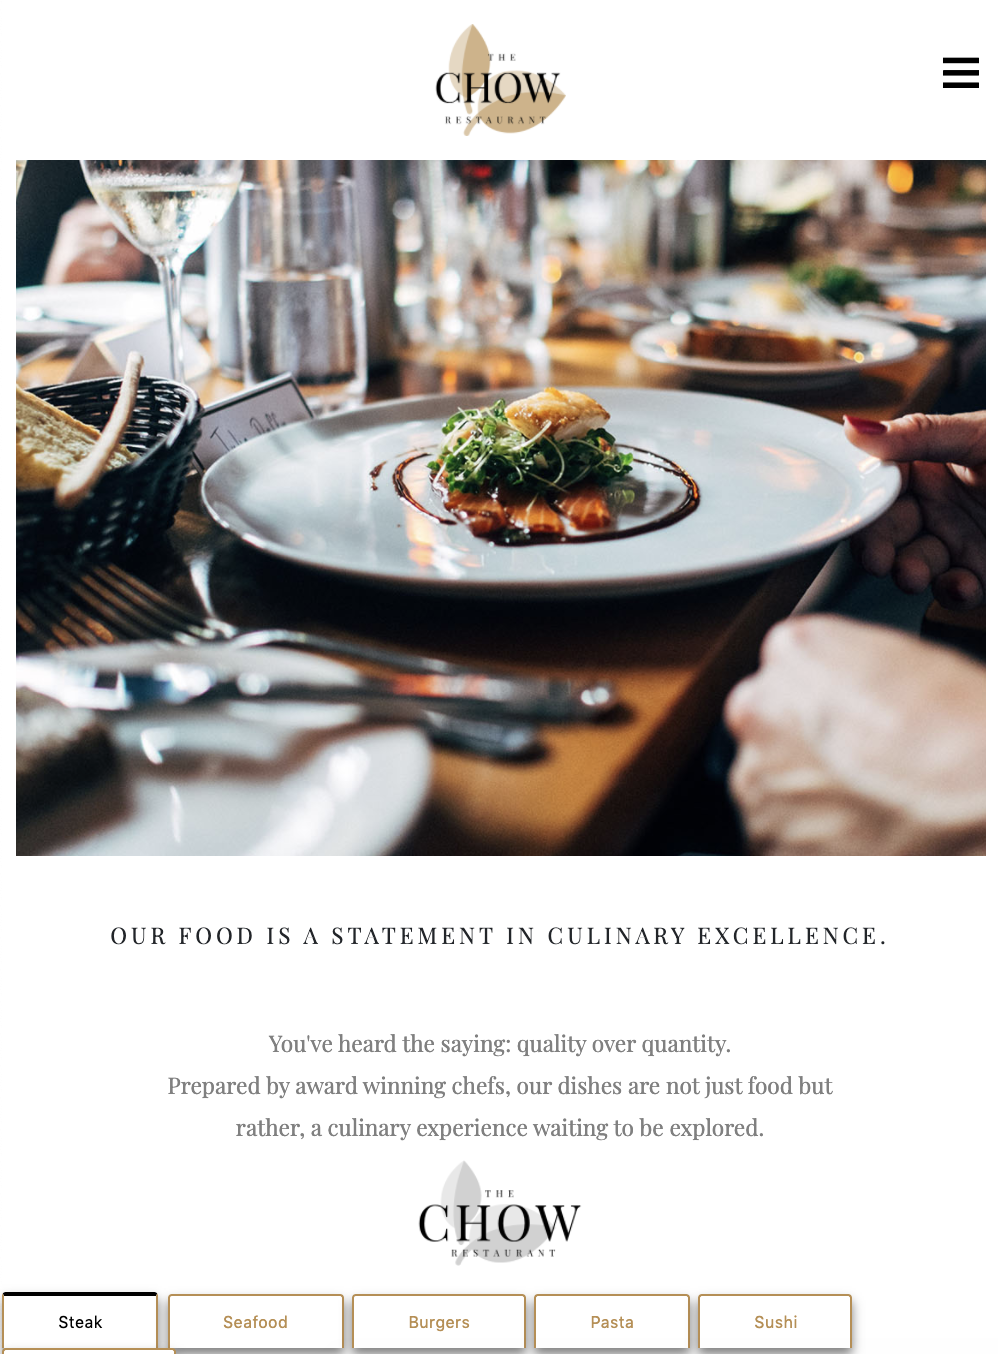 THE
CHOW
RESTAURANT
OUR FOOD IS A STATEMENT IN CULINARY EXCELLENCE.
You've heard the saying: quality over quantity.
Prepared by award winning chefs, our dishes are not just food but
rather, a culinary experience waiting to be explored.
THE
CHOW
RESTAURANT
Steak
Seafood
Burgers
Pasta
Sushi